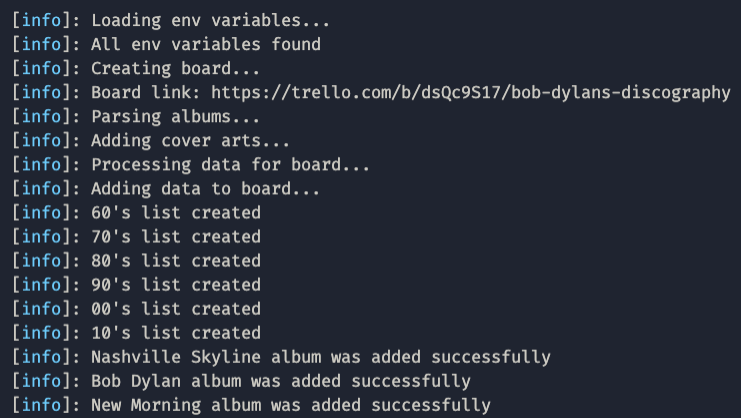 [info]: Loading env variables...
[info]: All env variables found
[info]: Creating board...
[info]: Board link: https://trello.com/b/dsQc9S17/bob-dylans-discography
[info]: Parsing albums...
[info]: Adding cover arts...
[info]: Processing data for board...
[info]: Adding data to board...
[info]: 60's list created
[info]: 70's list created
[info]: 80's list created
[info]: 90's list created
[info]: 00's list created
[info]: 10's list created
[info]: Nashville Skyline album was added successfully
[info]: Bob Dylan album was added successfully
[info]: New Morning album was added successfully